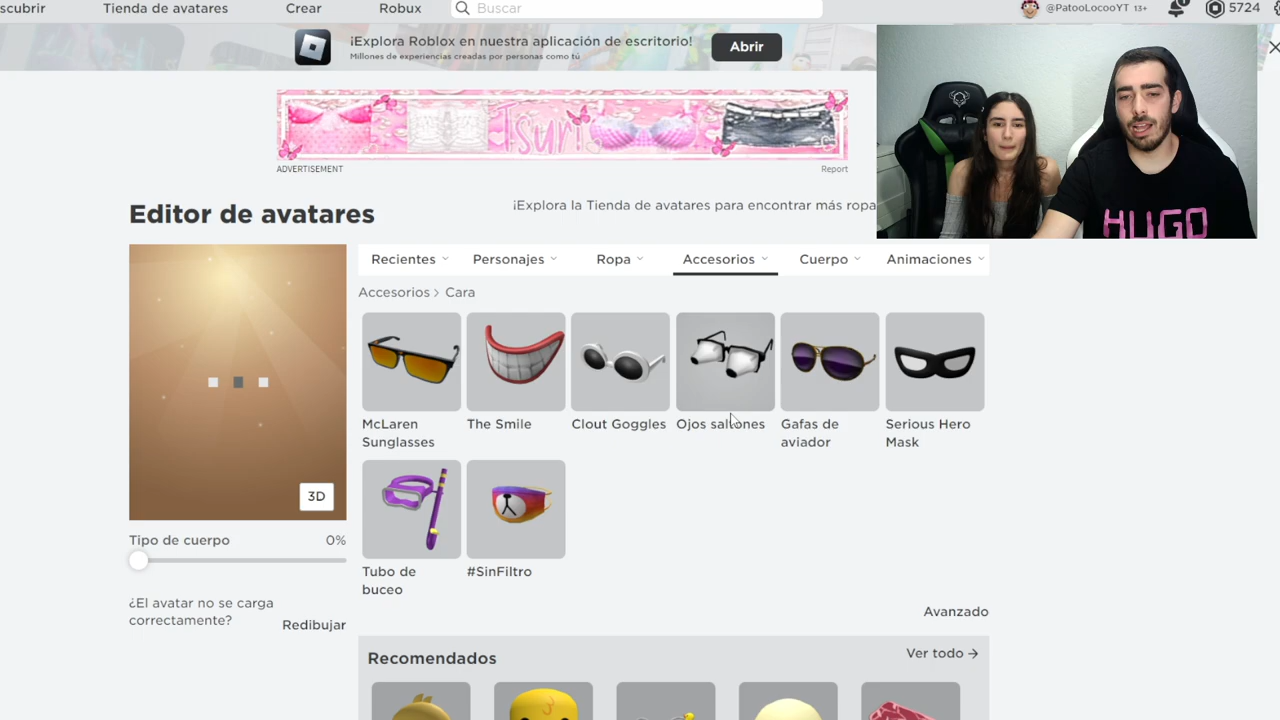 scubrir Tienda de avatares Crear Robux Buscar @PatooLocooYT 13+ 5724
¡Explora Roblox en nuestra aplicación de escritorio!
Millones de experiencias creadas por personas como tú
Abrir
Tsuri
ADVERTISEMENT Report
Editor de avatares
¡Explora la Tienda de avatares para encontrar más ropa
HUGO
Recientes Personajes Ropa Accesorios Cuerpo Animaciones
Accesorios > Cara
McLaren Sunglasses
The Smile
Clout Goggles
Ojos saltones
Gafas de aviador
Serious Hero Mask
3D
Tubo de buceo
#SinFiltro
Tipo de cuerpo 0%
¿El avatar no se carga correctamente?
Redibujar
Avanzado
Recomendados
Ver todo →